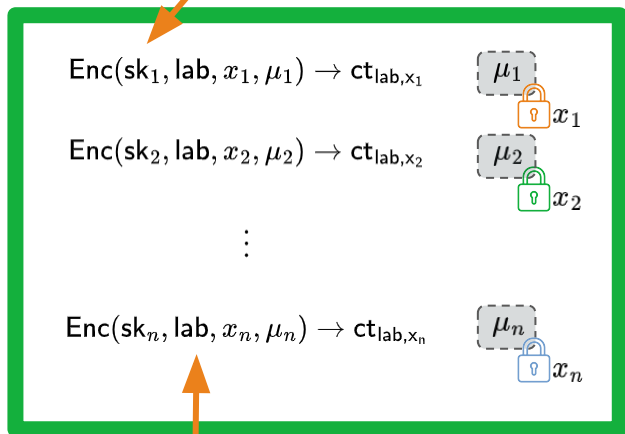 Enc(sk₁, lab, x₁, μ₁) → ct_lab,x₁ μ₁
x₁
Enc(sk₂, lab, x₂, μ₂) → ct_lab,x₂ μ₂
x₂
⋮
Enc(skₙ, lab, xₙ, μₙ) → ct_lab,xₙ μₙ
xₙ